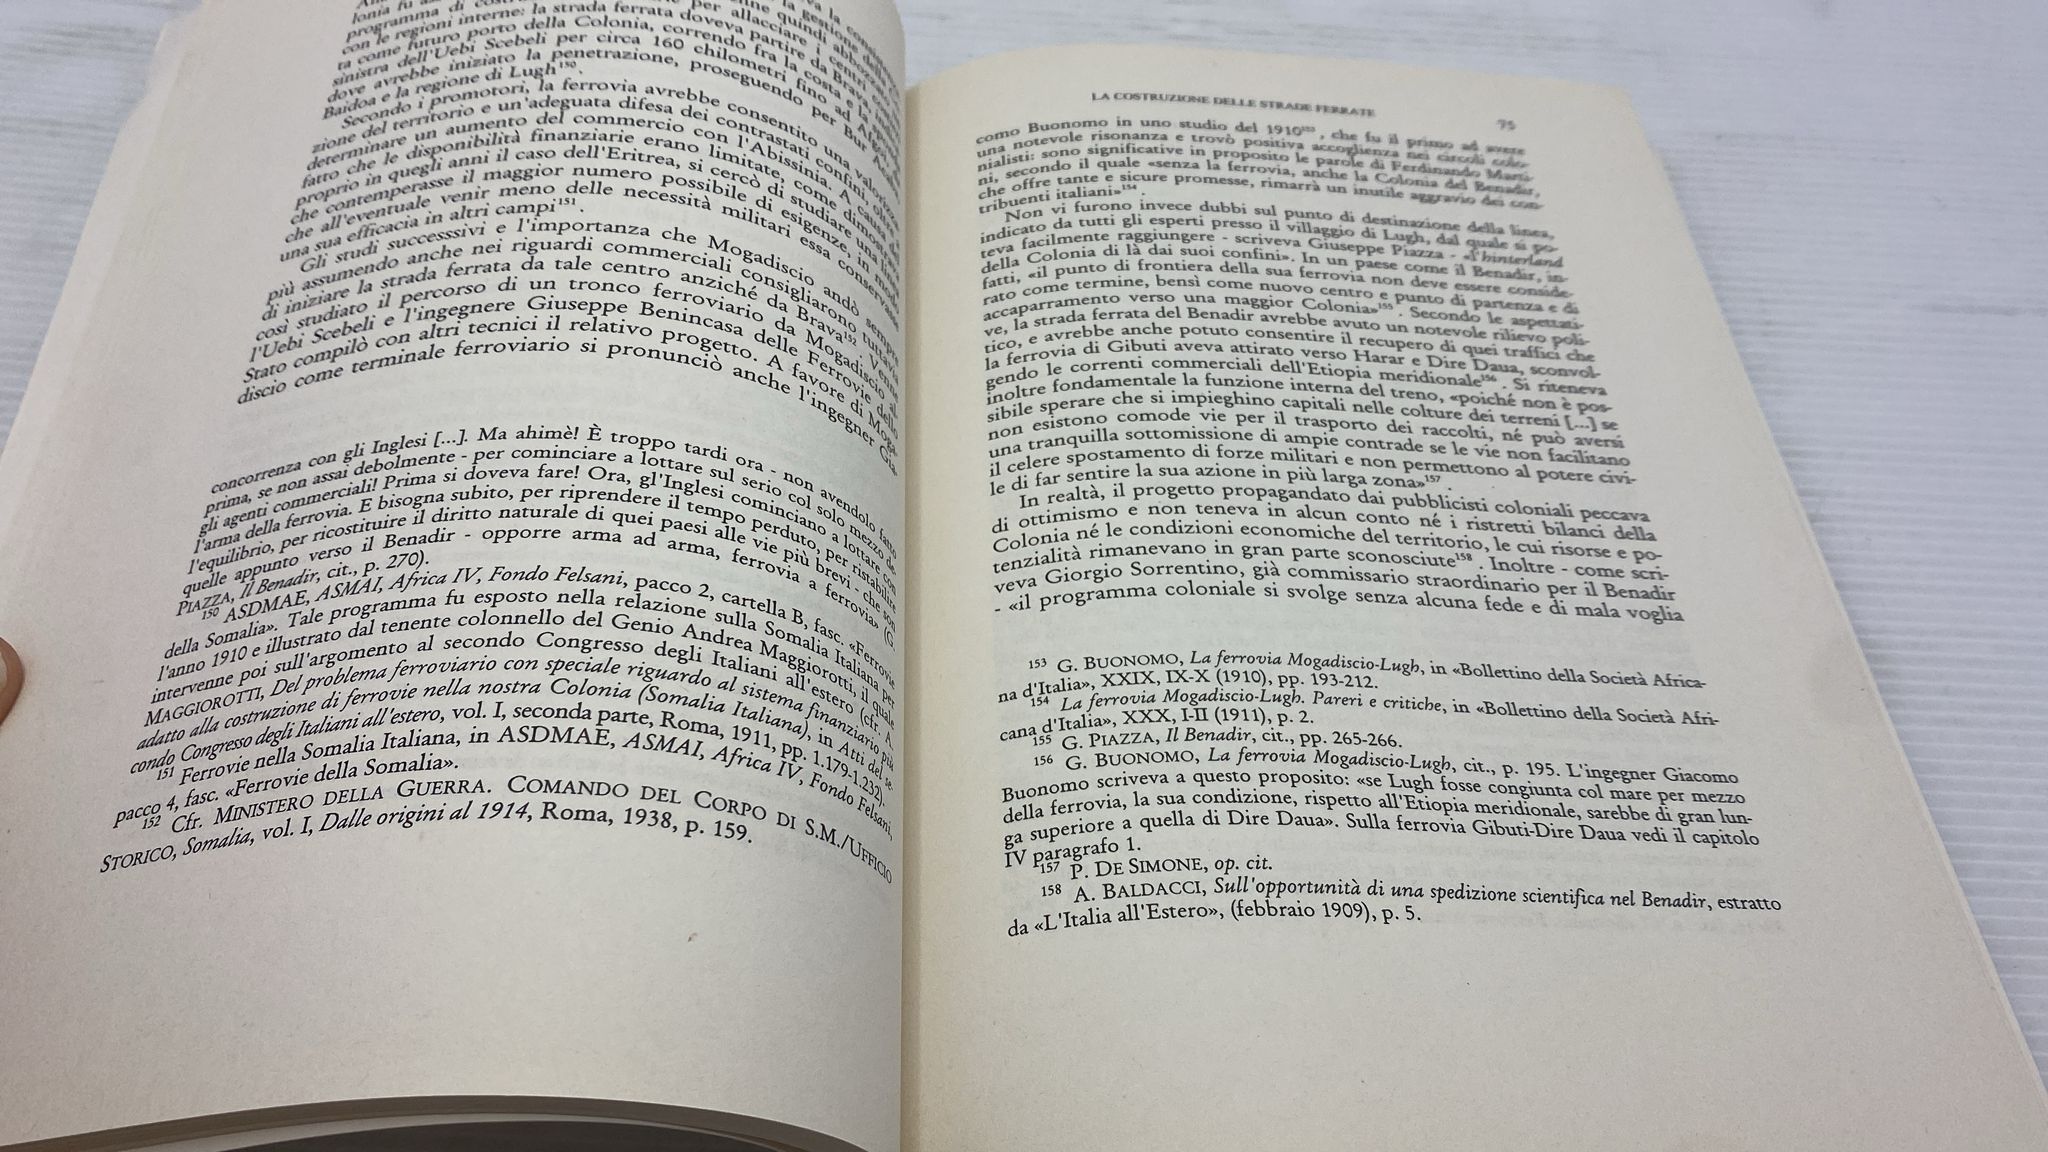 lonia fu
programma di
con le regioni interne: la strada ferrata doveva partire da Brava,
ta come futuro porto della Colonia, correndo fra la costa e la sponda
sinistra dell'Uebi Scebeli per circa 160 chilometri fino ad Afgoi,
dove avrebbe iniziato la penetrazione, proseguendo per Bur Acaba,
Baidoa e la regione di Lugh150.
Secondo i promotori, la ferrovia avrebbe consentito una valorizza-
zione del territorio e un'adeguata difesa dei contrastati confini, oltre a
determinare un aumento del commercio con l'Abissinia. A causa del
fatto che le disponibilità finanziarie erano limitate, come dimostrava
proprio in quegli anni il caso dell'Eritrea, si cercò di studiare una linea
che contemperasse il maggior numero possibile di esigenze, in modo
che all'eventuale venir meno delle necessità militari essa conservasse
una sua efficacia in altri campi151.
Gli studi successsivi e l'importanza che Mogadiscio andò sempre
più assumendo anche nei riguardi commerciali consigliarono tuttavia
di iniziare la strada ferrata da tale centro anziché da Brava152. Venne
così studiato il percorso di un tronco ferroviario da Mogadiscio al-
l'Uebi Scebeli e l'ingegnere Giuseppe Benincasa delle Ferrovie dello
Stato compilò con altri tecnici il relativo progetto. A favore di Moga-
discio come terminale ferroviario si pronunciò anche l'ingegner Gia-
concorrenza con gli Inglesi [...]. Ma ahimè! È troppo tardi ora - non avendolo fatto
prima, se non assai debolmente - per cominciare a lottare sul serio col solo mezzo de-
gli agenti commerciali! Prima si doveva fare! Ora, gl'Inglesi cominciano a lottare con
l'arma della ferrovia. E bisogna subito, per riprendere il tempo perduto, per ristabilire
l'equilibrio, per ricostituire il diritto naturale di quei paesi alle vie più brevi - che son
quelle appunto verso il Benadir - opporre arma ad arma, ferrovia a ferrovia» (G.
PIAZZA, Il Benadir, cit., p. 270).
150 ASDMAE, ASMAI, Africa IV, Fondo Felsani, pacco 2, cartella B, fasc. «Ferrovie
della Somalia». Tale programma fu esposto nella relazione sulla Somalia Italiana per
l'anno 1910 e illustrato dal tenente colonnello del Genio Andrea Maggiorotti, il quale
intervenne poi sull'argomento al secondo Congresso degli Italiani all'estero (cfr. A.
MAGGIOROTTI, Del problema ferroviario con speciale riguardo al sistema finanziario più
adatto alla costruzione di ferrovie nella nostra Colonia (Somalia Italiana), in Atti del se-
condo Congresso degli Italiani all'estero, vol. I, seconda parte, Roma, 1911, pp. 1.179-1.232).
151 Ferrovie nella Somalia Italiana, in ASDMAE, ASMAI, Africa IV, Fondo Felsani,
pacco 4, fasc. «Ferrovie della Somalia».
152 Cfr. MINISTERO DELLA GUERRA. COMANDO DEL CORPO DI S.M./UFFICIO
STORICO, Somalia, vol. I, Dalle origini al 1914, Roma, 1938, p. 159.
LA COSTRUZIONE DELLE STRADE FERRATE 75
como Buonomo in uno studio del 1910153, che fu il primo ad avere
una notevole risonanza e trovò positiva accoglienza nei circoli colo-
nialisti: sono significative in proposito le parole di Ferdinando Marti-
ni, secondo il quale «senza la ferrovia, anche la Colonia del Benadir,
che offre tante e sicure promesse, rimarrà un inutile aggravio dei con-
tribuenti italiani»154.
Non vi furono invece dubbi sul punto di destinazione della linea,
indicato da tutti gli esperti presso il villaggio di Lugh, dal quale si po-
teva facilmente raggiungere - scriveva Giuseppe Piazza - «l'hinterland
della Colonia di là dai suoi confini». In un paese come il Benadir, in-
fatti, «il punto di frontiera della sua ferrovia non deve essere conside-
rato come termine, bensì come nuovo centro e punto di partenza e di
accaparramento verso una maggior Colonia»155. Secondo le aspettati-
ve, la strada ferrata del Benadir avrebbe avuto un notevole rilievo poli-
tico, e avrebbe anche potuto consentire il recupero di quei traffici che
la ferrovia di Gibuti aveva attirato verso Harar e Dire Daua, sconvol-
gendo le correnti commerciali dell'Etiopia meridionale156. Si riteneva
inoltre fondamentale la funzione interna del treno, «poiché non è pos-
sibile sperare che si impieghino capitali nelle colture dei terreni [...] se
non esistono comode vie per il trasporto dei raccolti, né può aversi
una tranquilla sottomissione di ampie contrade se le vie non facilitano
il celere spostamento di forze militari e non permettono al potere civi-
le di far sentire la sua azione in più larga zona»157.
In realtà, il progetto propagandato dai pubblicisti coloniali peccava
di ottimismo e non teneva in alcun conto né i ristretti bilanci della
Colonia né le condizioni economiche del territorio, le cui risorse e po-
tenzialità rimanevano in gran parte sconosciute158. Inoltre - come scri-
veva Giorgio Sorrentino, già commissario straordinario per il Benadir
- «il programma coloniale si svolge senza alcuna fede e di mala voglia
153 G. BUONOMO, La ferrovia Mogadiscio-Lugh, in «Bollettino della Società Africa-
na d'Italia», XXIX, IX-X (1910), pp. 193-212.
154 La ferrovia Mogadiscio-Lugh. Pareri e critiche, in «Bollettino della Società Afri-
cana d'Italia», XXX, I-II (1911), p. 2.
155 G. PIAZZA, Il Benadir, cit., pp. 265-266.
156 G. BUONOMO, La ferrovia Mogadiscio-Lugh, cit., p. 195. L'ingegner Giacomo
Buonomo scriveva a questo proposito: «se Lugh fosse congiunta col mare per mezzo
della ferrovia, la sua condizione, rispetto all'Etiopia meridionale, sarebbe di gran lun-
ga superiore a quella di Dire Daua». Sulla ferrovia Gibuti-Dire Daua vedi il capitolo
IV paragrafo 1.
157 P. DE SIMONE, op. cit.
158 A. BALDACCI, Sull'opportunità di una spedizione scientifica nel Benadir, estratto
da «L'Italia all'Estero», (febbraio 1909), p. 5.